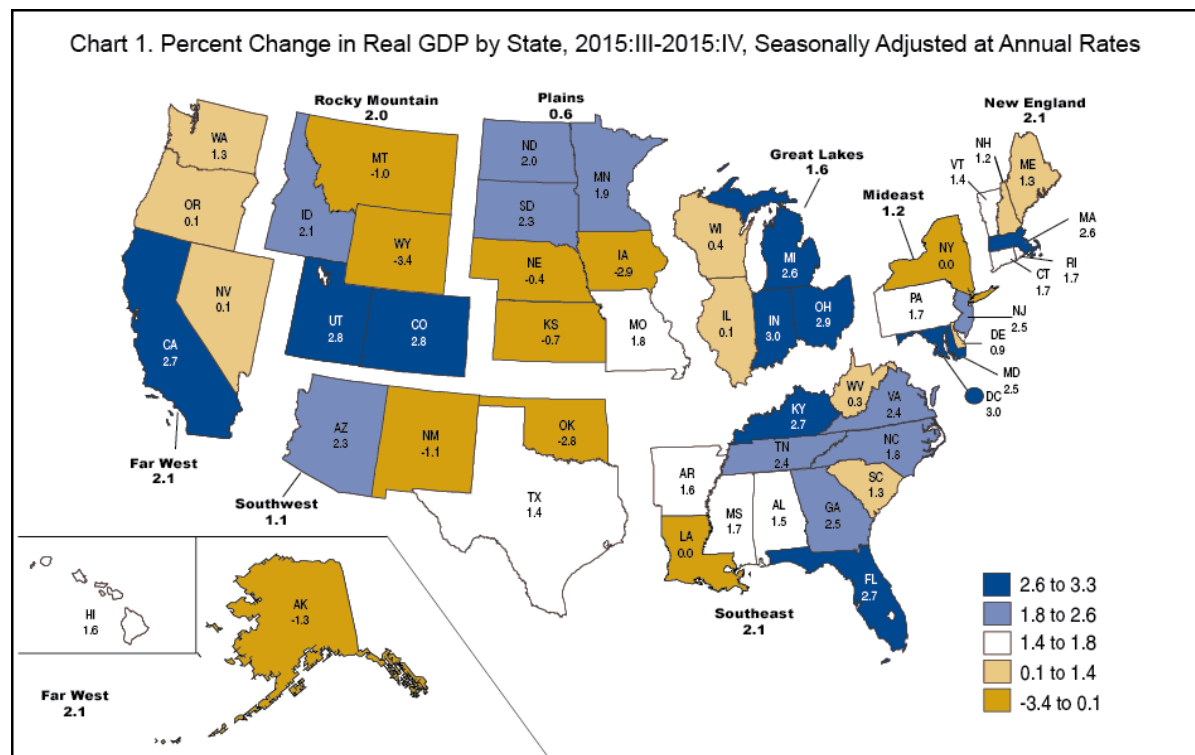 Chart 1. Percent Change in Real GDP by State, 2015:III-2015:IV, Seasonally Adjusted at Annual Rates
Rocky Mountain
2.0
Plains
0.6
New England
2.1
Great Lakes
1.6
Mideast
1.2
WA
1.3
OR
0.1
CA
2.7
NV
0.1
Far West
2.1
MT
-1.0
ID
2.1
WY
-3.4
UT
2.8
CO
2.8
ND
2.0
MN
1.9
SD
2.3
NE
-0.4
IA
-2.9
KS
-0.7
MO
1.8
WI
0.4
MI
2.6
IL
0.1
IN
3.0
OH
2.9
VT
1.4
NH
1.2
ME
1.3
MA
2.6
RI
1.7
CT
1.7
NY
0.0
PA
1.7
NJ
2.5
DE
0.9
MD
2.5
DC
3.0
AZ
2.3
NM
-1.1
OK
-2.8
TX
1.4
Southwest
1.1
KY
2.7
WV
0.3
VA
2.4
TN
2.4
NC
1.8
SC
1.3
AR
1.6
MS
1.7
AL
1.5
GA
2.5
LA
0.0
FL
2.7
Southeast
2.1
HI
1.6
AK
-1.3
Far West
2.1
2.6 to 3.3
1.8 to 2.6
1.4 to 1.8
0.1 to 1.4
-3.4 to 0.1